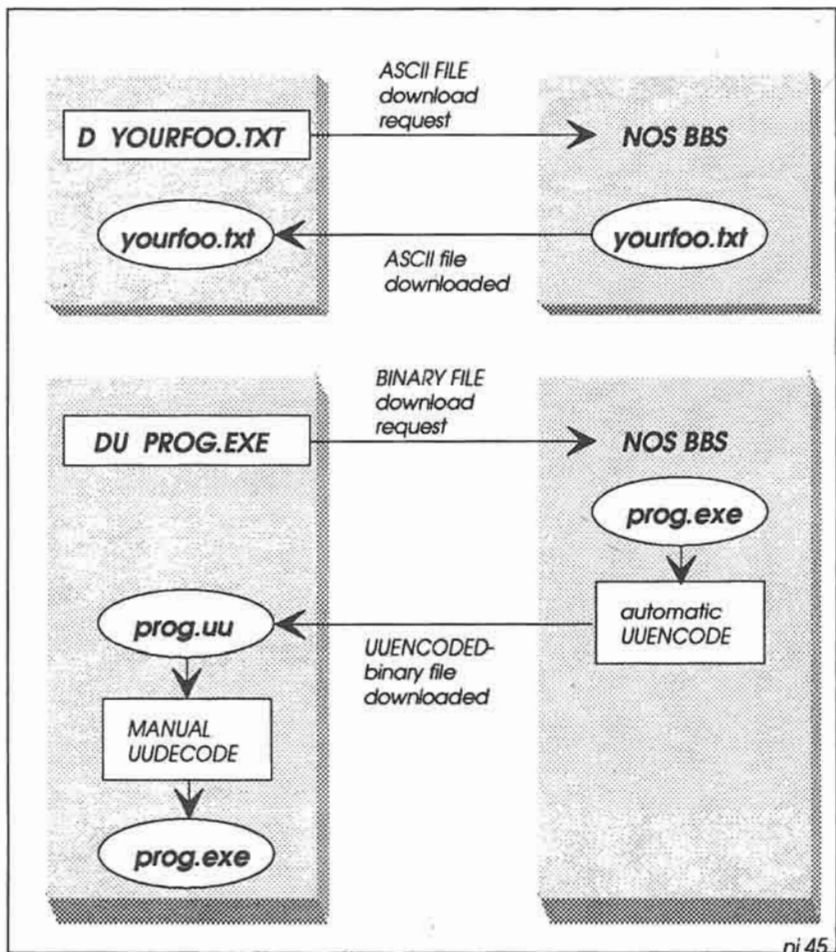 ASCII FILE
download
request
D YOURFOO.TXT
NOS BBS
yourfoo.txt
yourfoo.txt
ASCII file
downloaded
BINARY FILE
download
request
DU PROG.EXE
NOS BBS
prog.exe
automatic
UUENCODE
prog.uu
UUENCODED-
binary file
downloaded
MANUAL
UUDECODE
prog.exe
nj 45